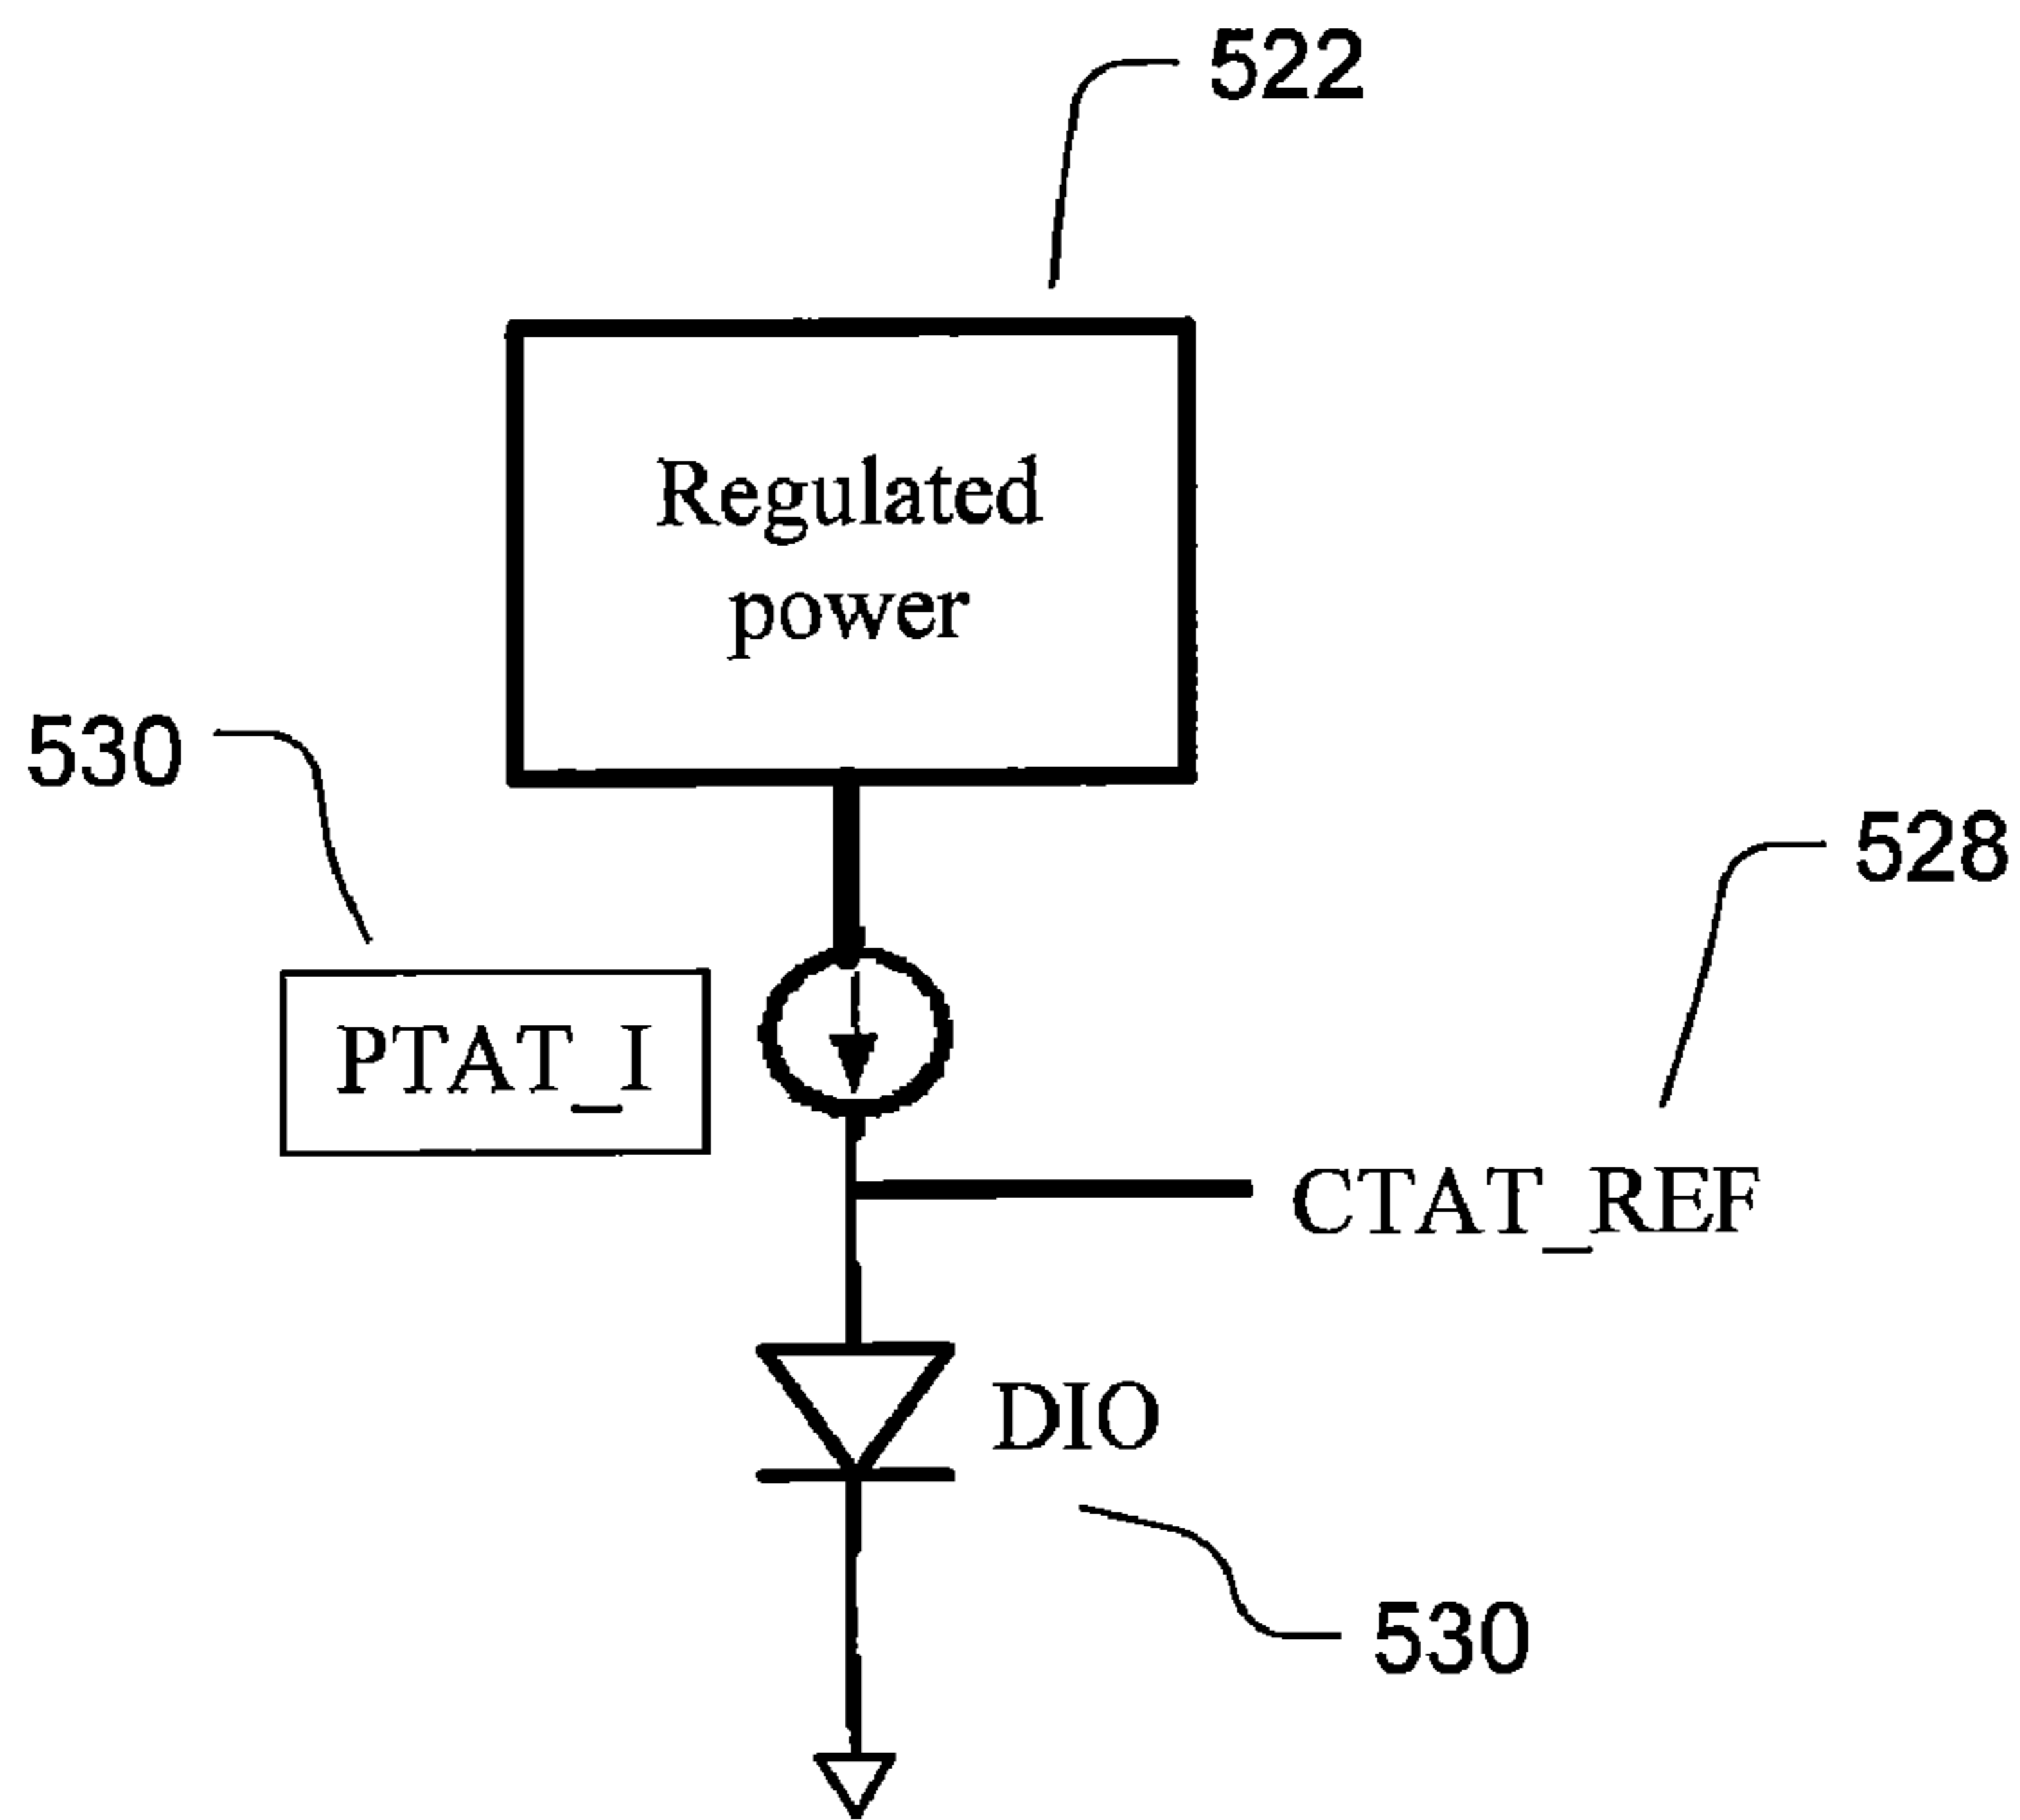 522
Regulated
power
530
528
PTAT_I
CTAT_REF
DIO
530